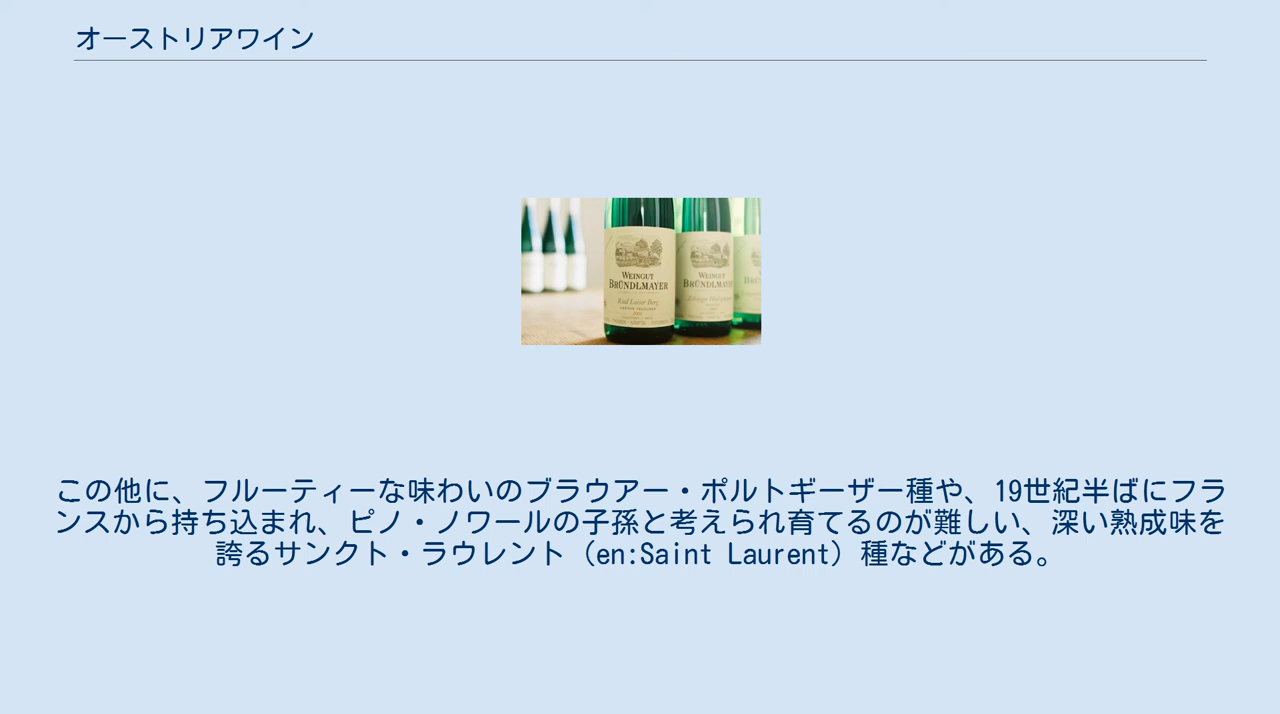 オーストリアワイン
WEINGUT
BRÜNDLMAYER
WEINGUT
BRÜNDLMAYER
この他に、フルーティーな味わいのブラウアー・ポルトギーザー種や、19世紀半ばにフラ
ンスから持ち込まれ、ピノ・ノワールの子孫と考えられ育てるのが難しい、深い熟成味を
誇るサンクト・ラウレント（en:Saint Laurent）種などがある。